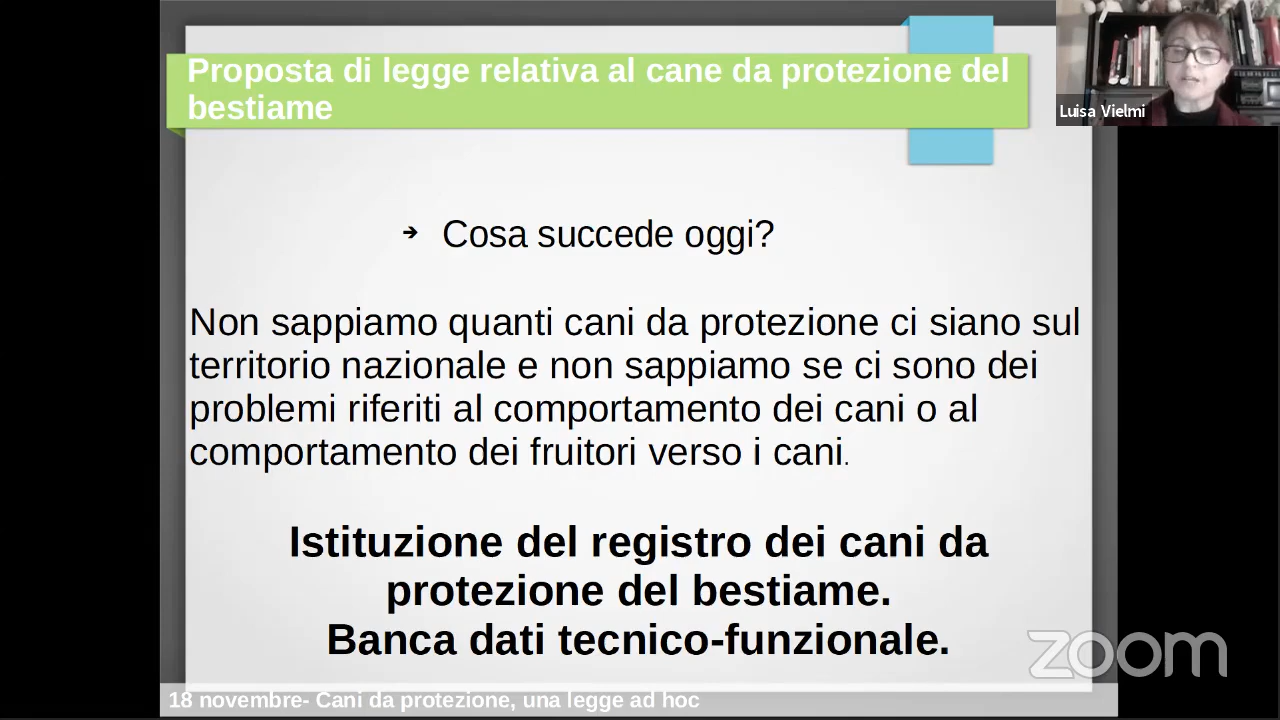 Proposta di legge relativa al cane da protezione del
bestiame
Luisa Vielmi
➔ Cosa succede oggi?
Non sappiamo quanti cani da protezione ci siano sul
territorio nazionale e non sappiamo se ci sono dei
problemi riferiti al comportamento dei cani o al
comportamento dei fruitori verso i cani.
Istituzione del registro dei cani da
protezione del bestiame.
Banca dati tecnico-funzionale.
zoom
18 novembre- Cani da protezione, una legge ad hoc